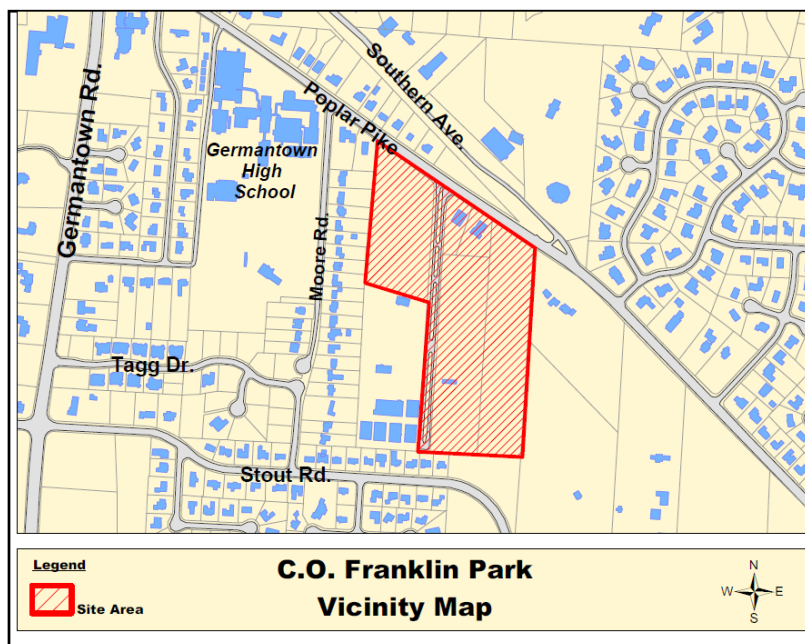 Southern Ave.
Germantown Rd.
Poplar Pike
Germantown
High
School
Moore Rd.
Tagg Dr.
Stout Rd.
Legend
Site Area
C.O. Franklin Park
Vicinity Map
N
W
E
S